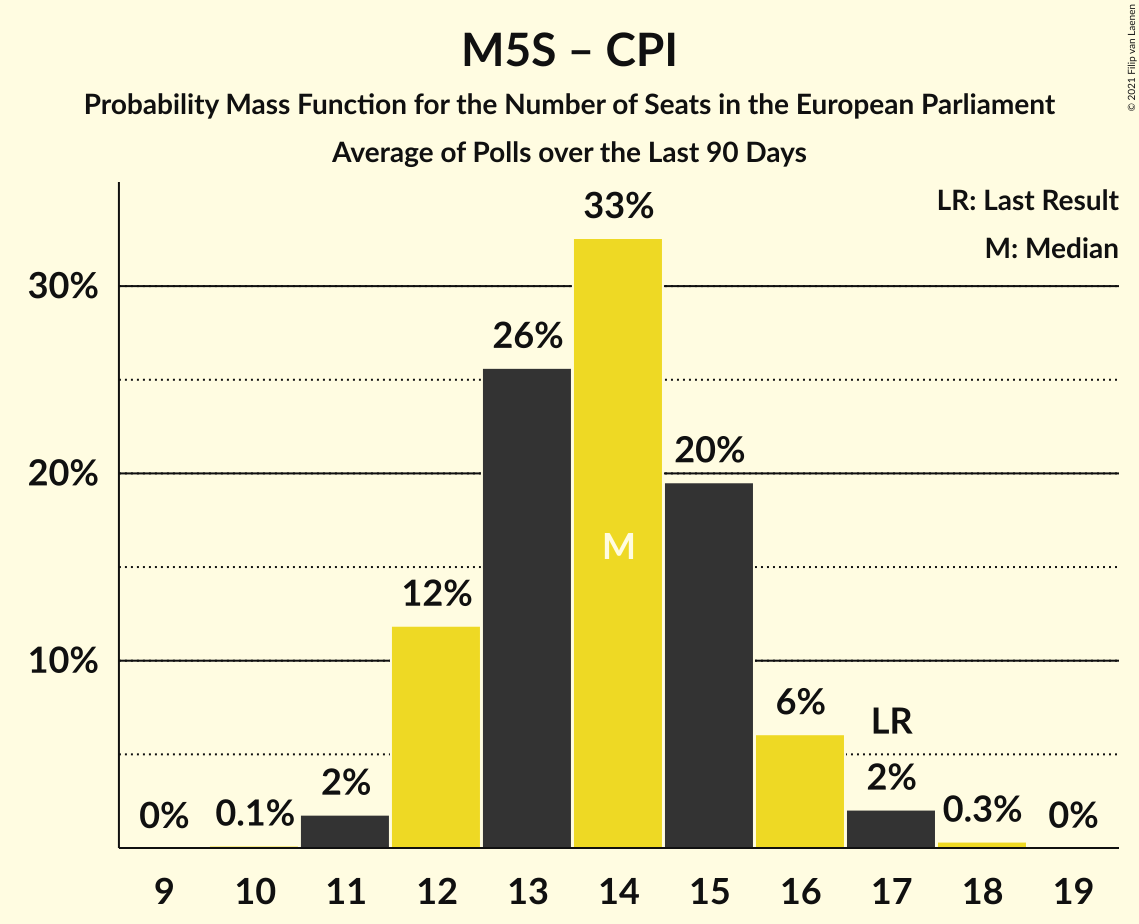 M5S – CPI
Probability Mass Function for the Number of Seats in the European Parliament
Average of Polls over the Last 90 Days
© 2021 Filip van Laenen
LR: Last Result
M: Median
33%
30%
26%
20%
20%
M
12%
10%
6%
LR
2%
2%
0%
0.1%
0.3%
0%
9 10 11 12 13 14 15 16 17 18 19